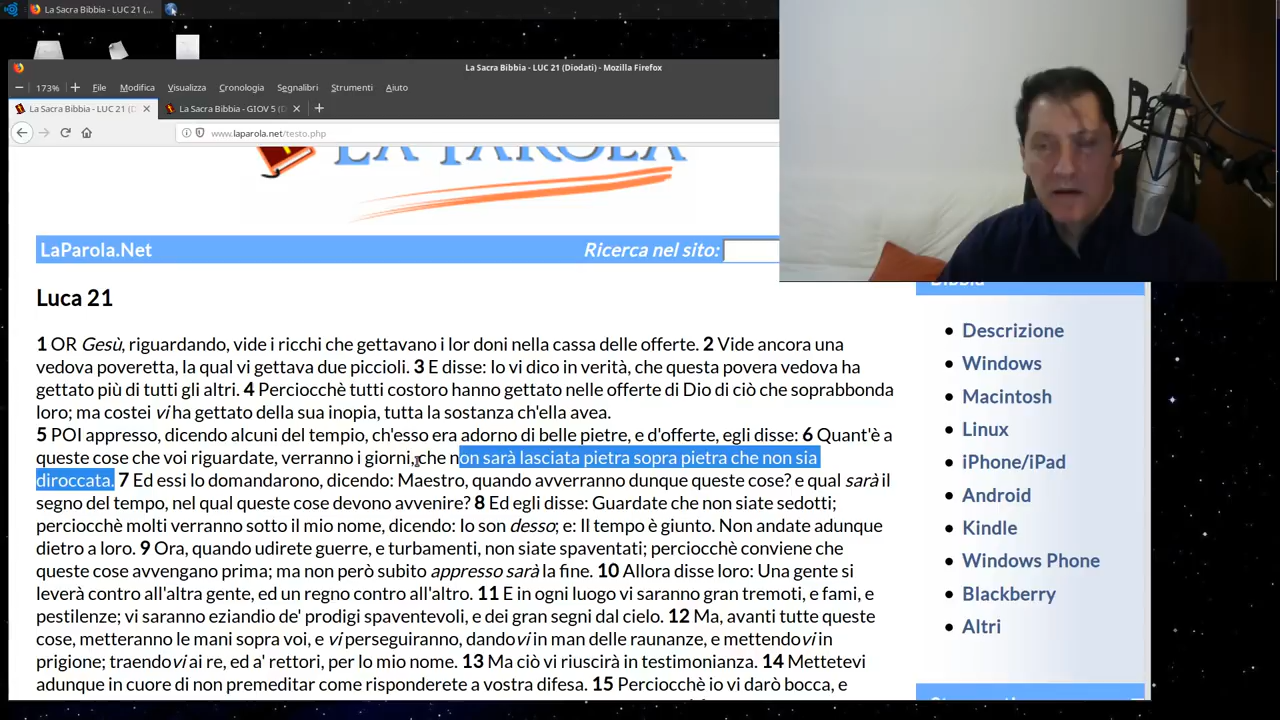 La Sacra Bibbia - LUC 21 (...
La Sacra Bibbia - LUC 21 (Diodati) - Mozilla Firefox
173% File Modifica Visualizza Cronologia Segnalibri Strumenti Aiuto
La Sacra Bibbia - LUC 21 (D La Sacra Bibbia - GIOV 5 (D
www.laparola.net/testo.php
LA PAROLA
LaParola.Net Ricerca nel sito:
Bibbia
Luca 21
1 OR Gesù, riguardando, vide i ricchi che gettavano i lor doni nella cassa delle offerte. 2 Vide ancora una
vedova poveretta, la qual vi gettava due piccioli. 3 E disse: Io vi dico in verità, che questa povera vedova ha
gettato più di tutti gli altri. 4 Perciocchè tutti costoro hanno gettato nelle offerte di Dio di ciò che soprabbonda
loro; ma costei vi ha gettato della sua inopia, tutta la sostanza ch'ella avea.
5 POI appresso, dicendo alcuni del tempio, ch'esso era adorno di belle pietre, e d'offerte, egli disse: 6 Quant'è a
queste cose che voi riguardate, verranno i giorni, che non sarà lasciata pietra sopra pietra che non sia
diroccata. 7 Ed essi lo domandarono, dicendo: Maestro, quando avverranno dunque queste cose? e qual sarà il
segno del tempo, nel qual queste cose devono avvenire? 8 Ed egli disse: Guardate che non siate sedotti;
perciocchè molti verranno sotto il mio nome, dicendo: Io son desso; e: Il tempo è giunto. Non andate adunque
dietro a loro. 9 Ora, quando udirete guerre, e turbamenti, non siate spaventati; perciocchè conviene che
queste cose avvengano prima; ma non però subito appresso sarà la fine. 10 Allora disse loro: Una gente si
leverà contro all'altra gente, ed un regno contro all'altro. 11 E in ogni luogo vi saranno gran tremoti, e fami, e
pestilenze; vi saranno eziandio de' prodigi spaventevoli, e dei gran segni dal cielo. 12 Ma, avanti tutte queste
cose, metteranno le mani sopra voi, e vi perseguiranno, dandovi in man delle raunanze, e mettendovi in
prigione; traendovi ai re, ed a' rettori, per lo mio nome. 13 Ma ciò vi riuscirà in testimonianza. 14 Mettetevi
adunque in cuore di non premeditar come risponderete a vostra difesa. 15 Perciocchè io vi darò bocca, e
Descrizione
Windows
Macintosh
Linux
iPhone/iPad
Android
Kindle
Windows Phone
Blackberry
Altri